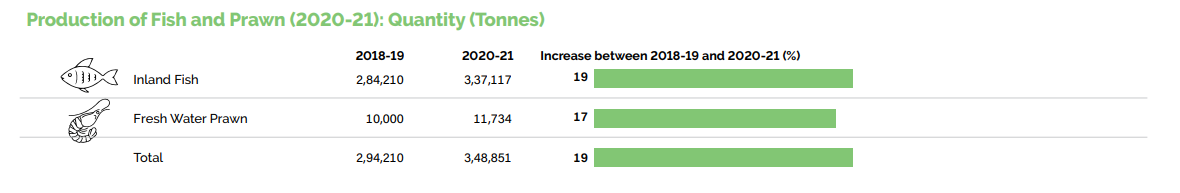 Production of Fish and Prawn (2020-21): Quantity (Tonnes)
2018-19 2020-21 Increase between 2018-19 and 2020-21 (%)
Inland Fish 2,84,210 3,37,117 19
Fresh Water Prawn 10,000 11,734 17
Total 2,94,210 3,48,851 19